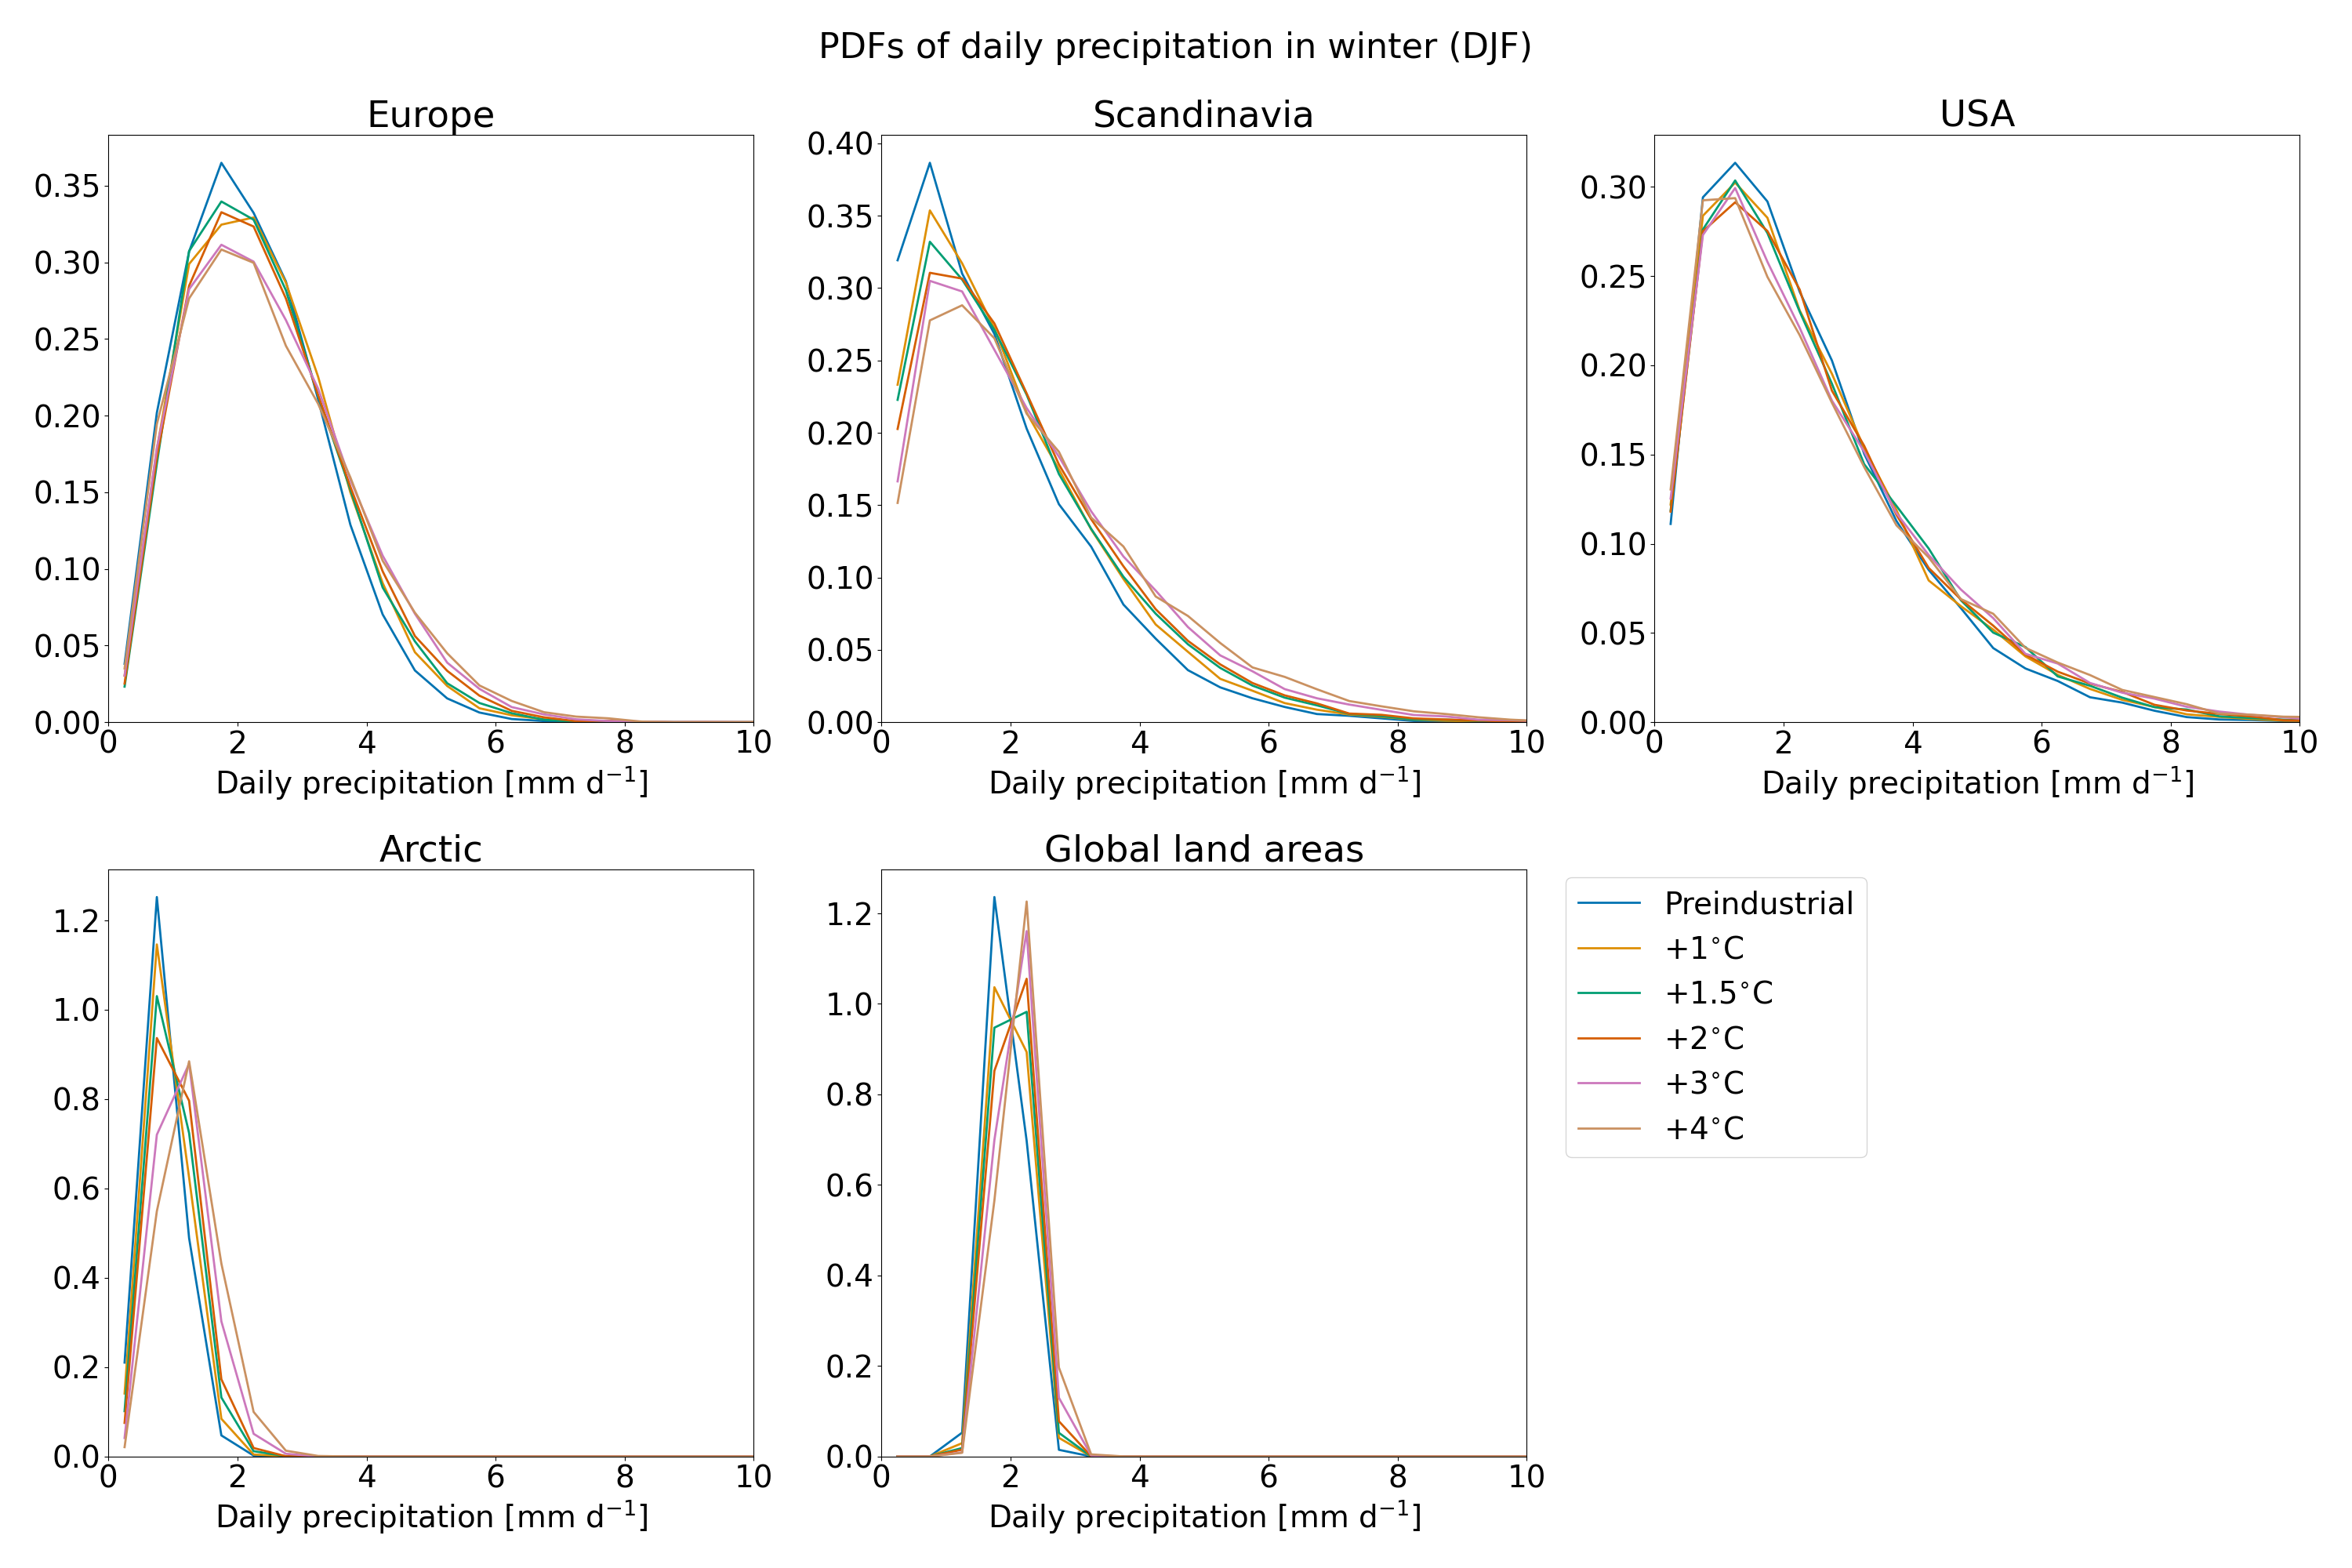 PDFs of daily precipitation in winter (DJF)
Europe
0.35
0.30
0.25
0.20
0.15
0.10
0.05
0.00
0 2 4 6 8 10
Daily precipitation [mm d⁻¹]
Scandinavia
0.40
0.35
0.30
0.25
0.20
0.15
0.10
0.05
0.00
0 2 4 6 8 10
Daily precipitation [mm d⁻¹]
USA
0.30
0.25
0.20
0.15
0.10
0.05
0.00
0 2 4 6 8 10
Daily precipitation [mm d⁻¹]
Arctic
1.2
1.0
0.8
0.6
0.4
0.2
0.0
0 2 4 6 8 10
Daily precipitation [mm d⁻¹]
Global land areas
1.2
1.0
0.8
0.6
0.4
0.2
0.0
0 2 4 6 8 10
Daily precipitation [mm d⁻¹]
Preindustrial
+1°C
+1.5°C
+2°C
+3°C
+4°C